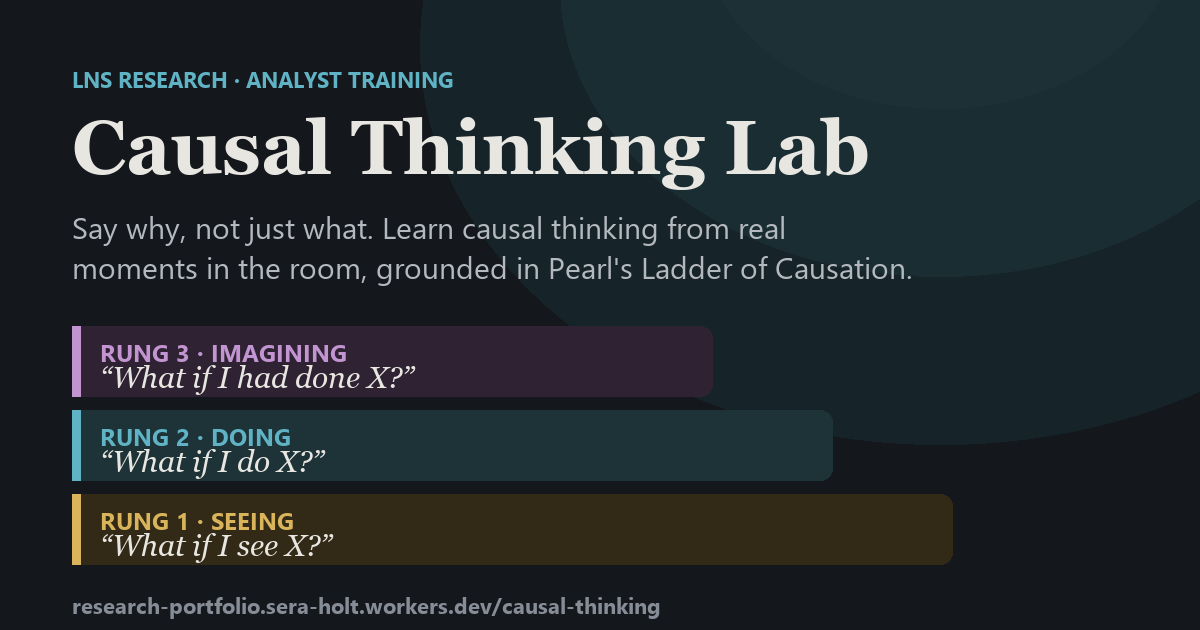 LNS RESEARCH · ANALYST TRAINING
Causal Thinking Lab
Say why, not just what. Learn causal thinking from real
moments in the room, grounded in Pearl's Ladder of Causation.
RUNG 3 · IMAGINING
“What if I had done X?”
RUNG 2 · DOING
“What if I do X?”
RUNG 1 · SEEING
“What if I see X?”
research-portfolio.sera-holt.workers.dev/causal-thinking